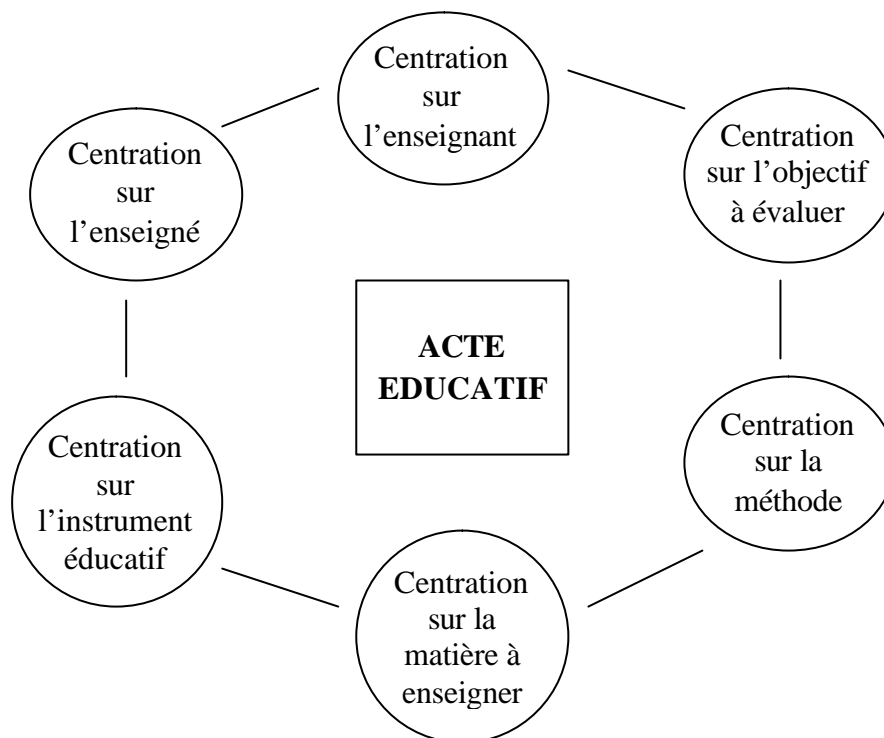 Centration
sur
l'enseignant
Centration
sur l'objectif
à évaluer
Centration
sur
l'enseigné
ACTE
EDUCATIF
Centration
sur la
méthode
Centration
sur
l'instrument
éducatif
Centration
sur la
matière à
enseigner